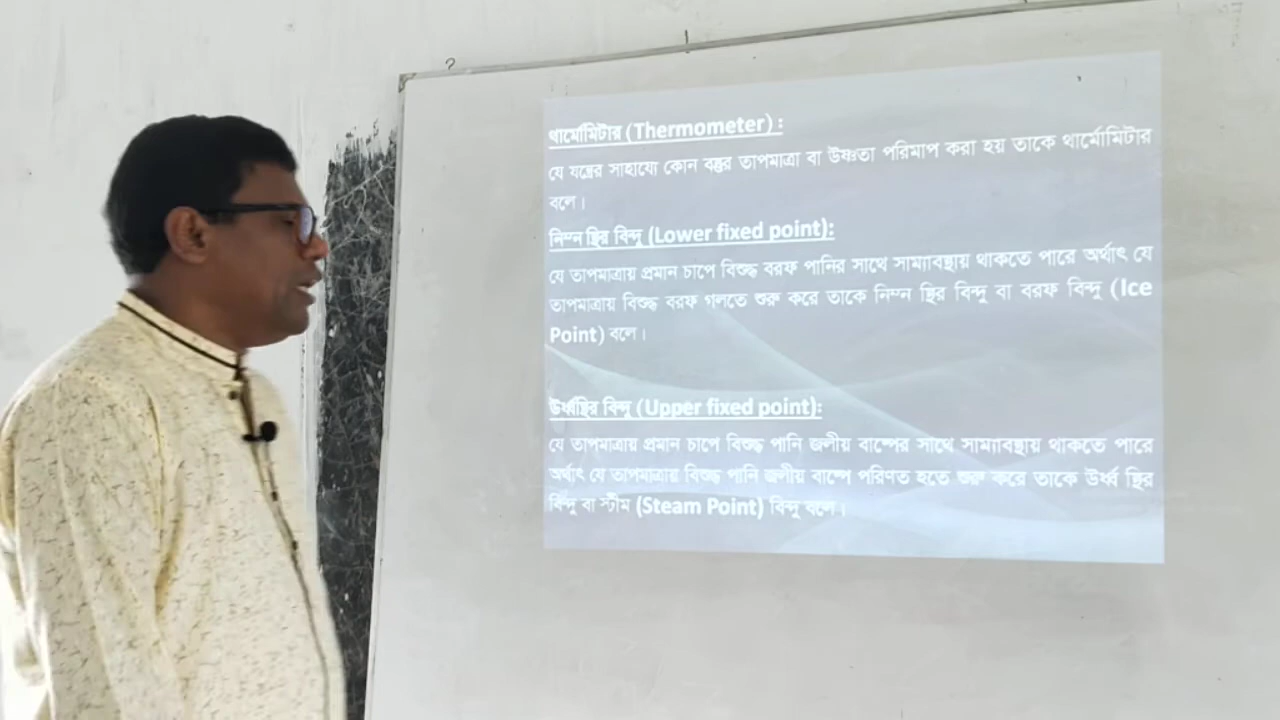 থার্মোমিটার (Thermometer) :
যে যন্ত্রের সাহায্যে কোন বস্তুর তাপমাত্রা বা উষ্ণতা পরিমাপ করা হয় তাকে থার্মোমিটার
বলে।
নিম্ন স্থির বিন্দু (Lower fixed point):
যে তাপমাত্রায় প্রমান চাপে বিশুদ্ধ বরফ পানির সাথে সাম্যাবস্থায় থাকতে পারে অর্থাৎ যে
তাপমাত্রায় বিশুদ্ধ বরফ গলতে শুরু করে তাকে নিম্ন স্থির বিন্দু বা বরফ বিন্দু (Ice
Point) বলে।
উর্ধ্বস্থির বিন্দু (Upper fixed point):
যে তাপমাত্রায় প্রমান চাপে বিশুদ্ধ পানি জলীয় বাষ্পের সাথে সাম্যাবস্থায় থাকতে পারে
অর্থাৎ যে তাপমাত্রায় বিশুদ্ধ পানি জলীয় বাষ্পে পরিণত হতে শুরু করে তাকে উর্ধ্ব স্থির
বিন্দু বা স্টীম (Steam Point) বিন্দু বলে।